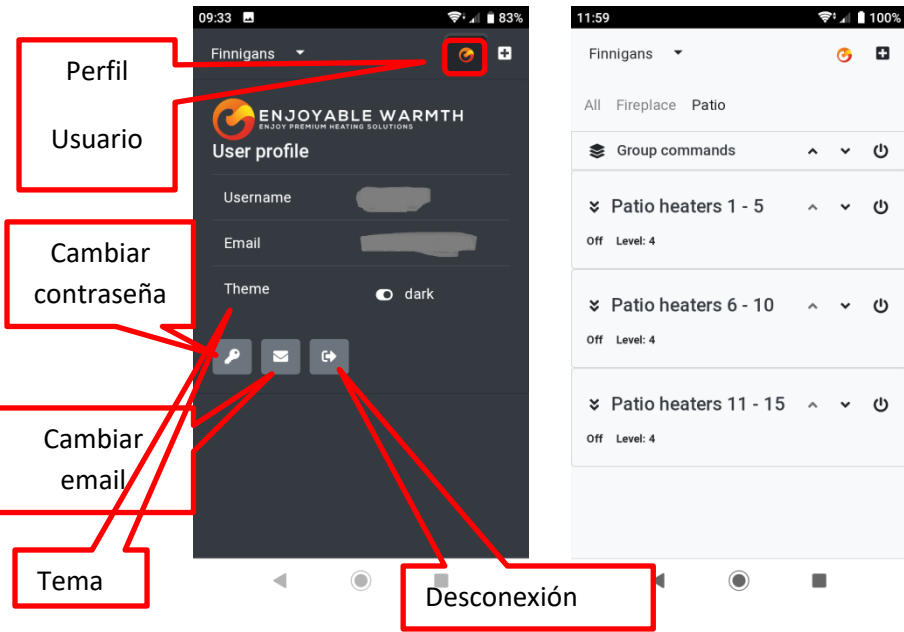 09:33
83%
Finnigans
ENJOYABLE WARMTH
ENJOY PREMIUM HEATING SOLUTIONS
User profile
Username
Email
Theme
dark
Perfil
Usuario
Cambiar
contraseña
Cambiar
email
Tema
Desconexión
11:59
100%
Finnigans
All Fireplace Patio
Group commands
Patio heaters 1 - 5
Off Level: 4
Patio heaters 6 - 10
Off Level: 4
Patio heaters 11 - 15
Off Level: 4